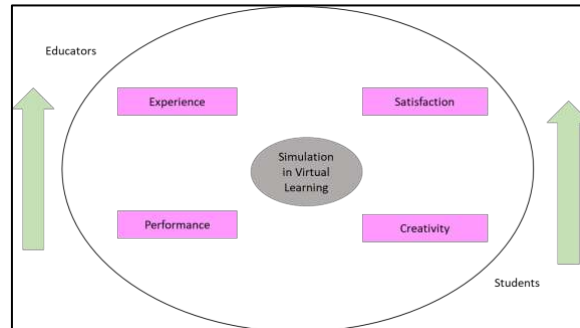 Educators
Experience
Satisfaction
Simulation
in Virtual
Learning
Performance
Creativity
Students